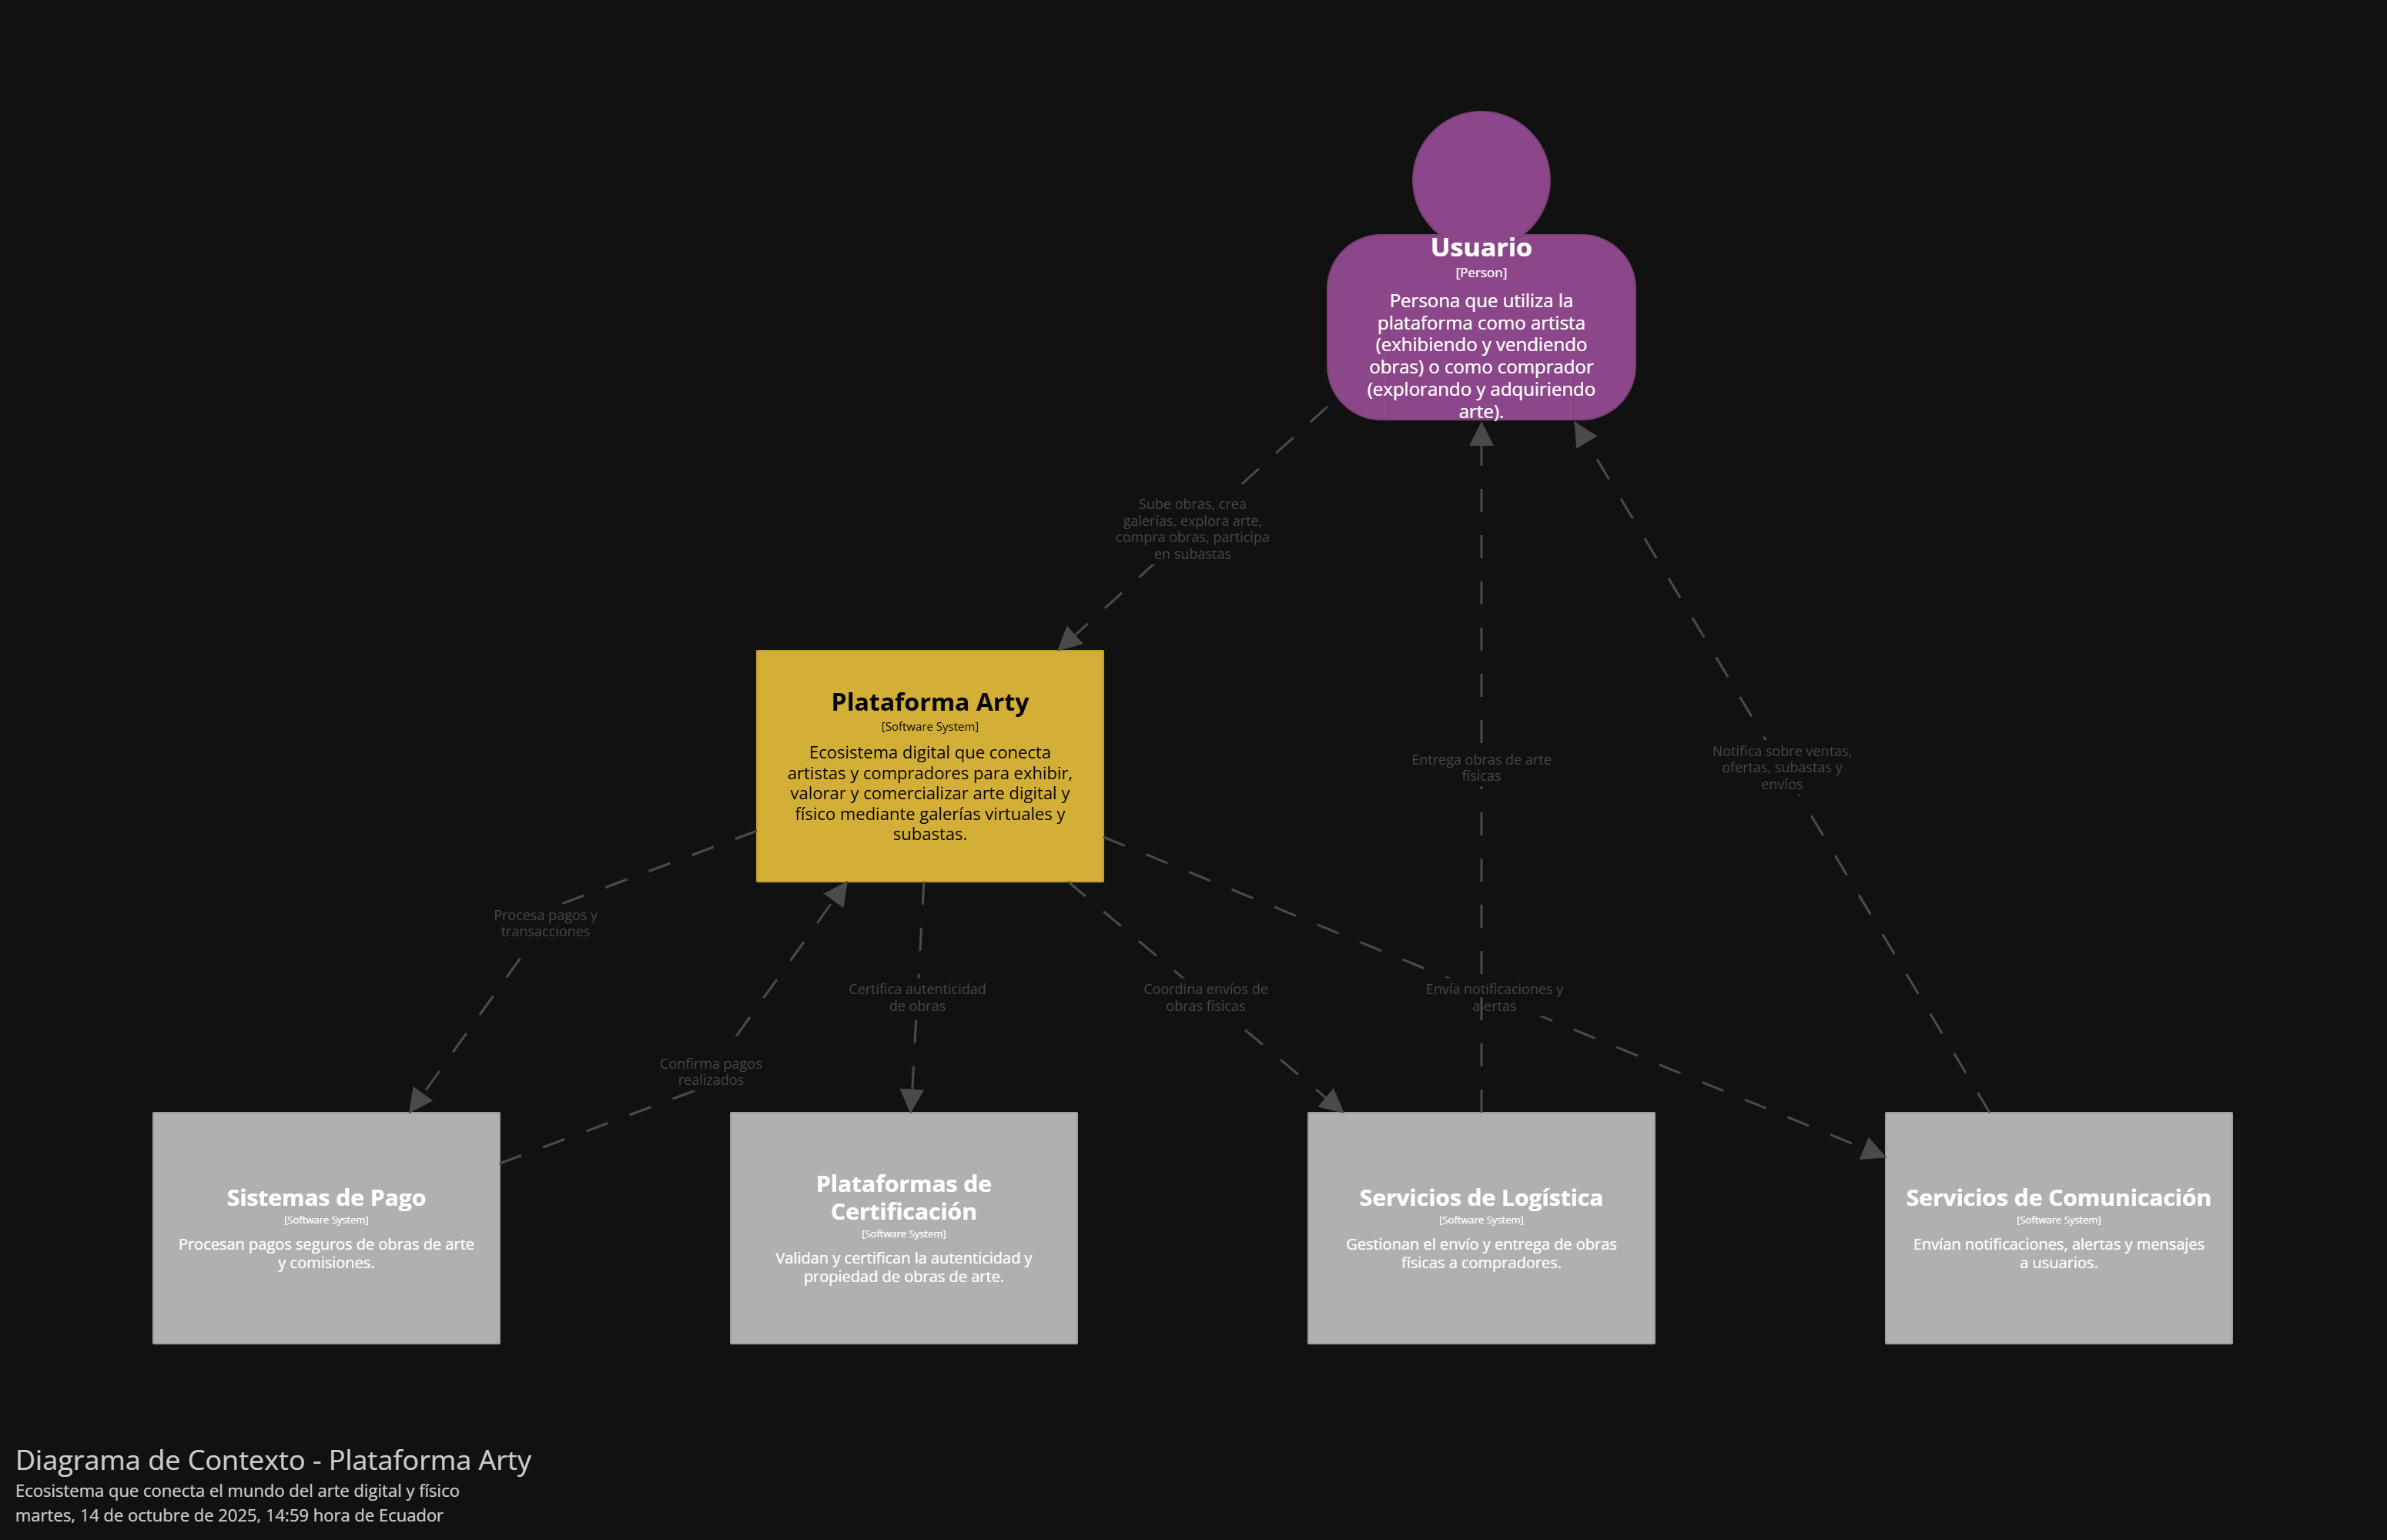 Usuario
[Person]
Persona que utiliza la
plataforma como artista
(exhibiendo y vendiendo
obras) o como comprador
(explorando y adquiriendo
arte).
Sube obras, crea
galerías, explora arte,
compra obras, participa
en subastas
Plataforma Arty
[Software System]
Ecosistema digital que conecta
artistas y compradores para exhibir,
valorar y comercializar arte digital y
físico mediante galerías virtuales y
subastas.
Entrega obras de arte
físicas
Notifica sobre ventas,
ofertas, subastas y
envíos
Procesa pagos y
transacciones
Confirma pagos
realizados
Certifica autenticidad
de obras
Coordina envíos de
obras físicas
Envía notificaciones y
alertas
Sistemas de Pago
[Software System]
Procesan pagos seguros de obras de arte
y comisiones.
Plataformas de
Certificación
[Software System]
Validan y certifican la autenticidad y
propiedad de obras de arte.
Servicios de Logística
[Software System]
Gestionan el envío y entrega de obras
físicas a compradores.
Servicios de Comunicación
[Software System]
Envían notificaciones, alertas y mensajes
a usuarios.
Diagrama de Contexto - Plataforma Arty
Ecosistema que conecta el mundo del arte digital y físico
martes, 14 de octubre de 2025, 14:59 hora de Ecuador